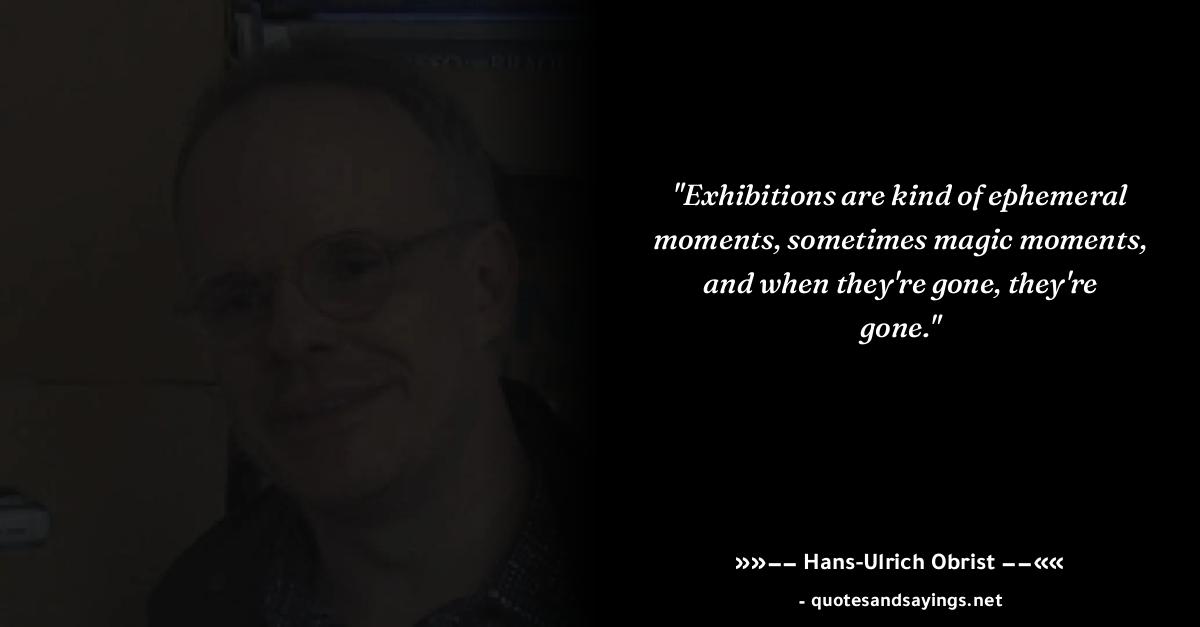 "Exhibitions are kind of ephemeral
moments, sometimes magic moments,
and when they're gone, they're
gone."
»»–– Hans-Ulrich Obrist ––««
- quotesandsayings.net